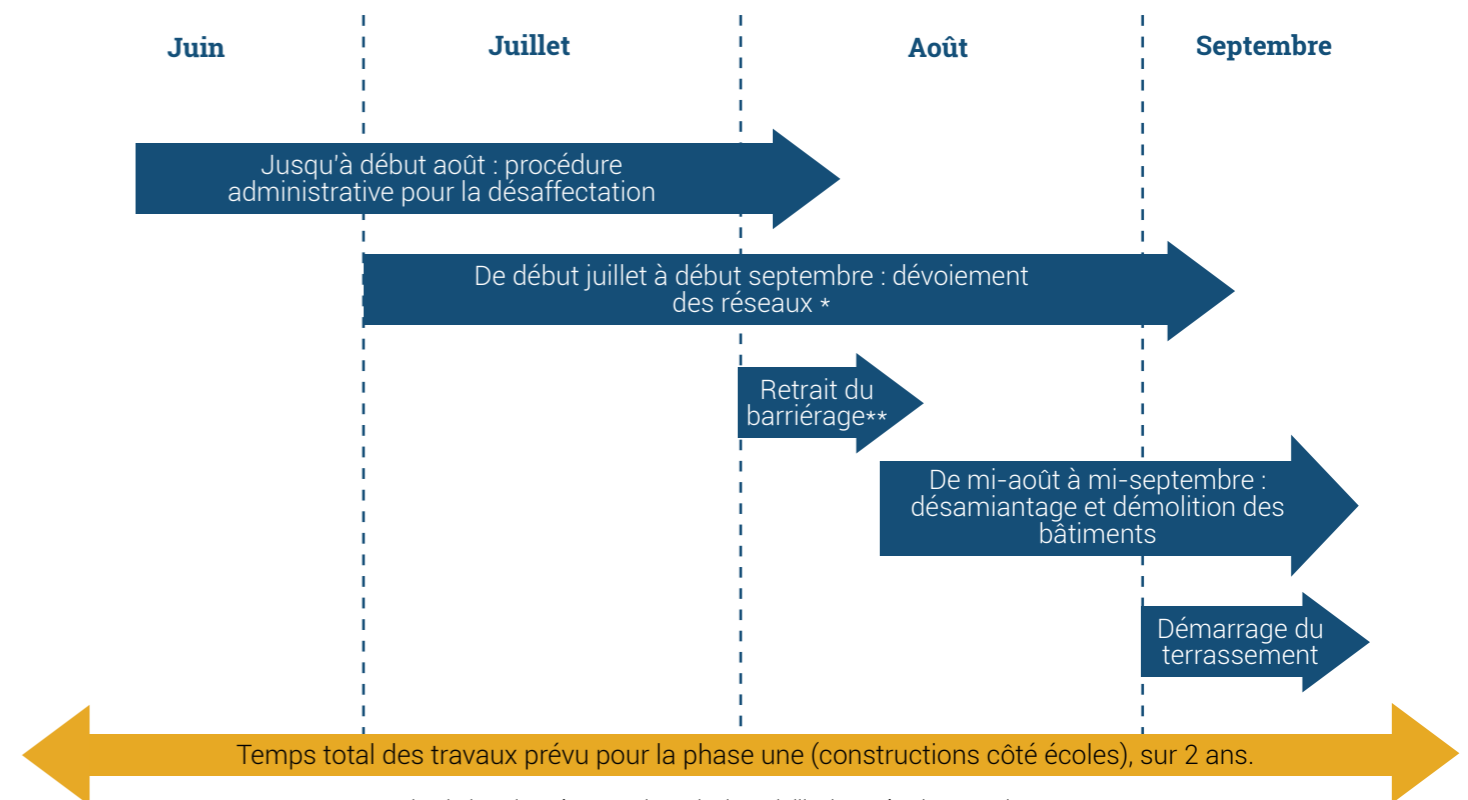 Juin
Juillet
Août
Septembre
Jusqu'à début août : procédure
administrative pour la désaffectation
De début juillet à début septembre : dévoiement
des réseaux *
Retrait du
barriérage**
De mi-août à mi-septembre :
désamiantage et démolition des
bâtiments
Démarrage du
terrassement
Temps total des travaux prévu pour la phase une (constructions côté écoles), sur 2 ans.